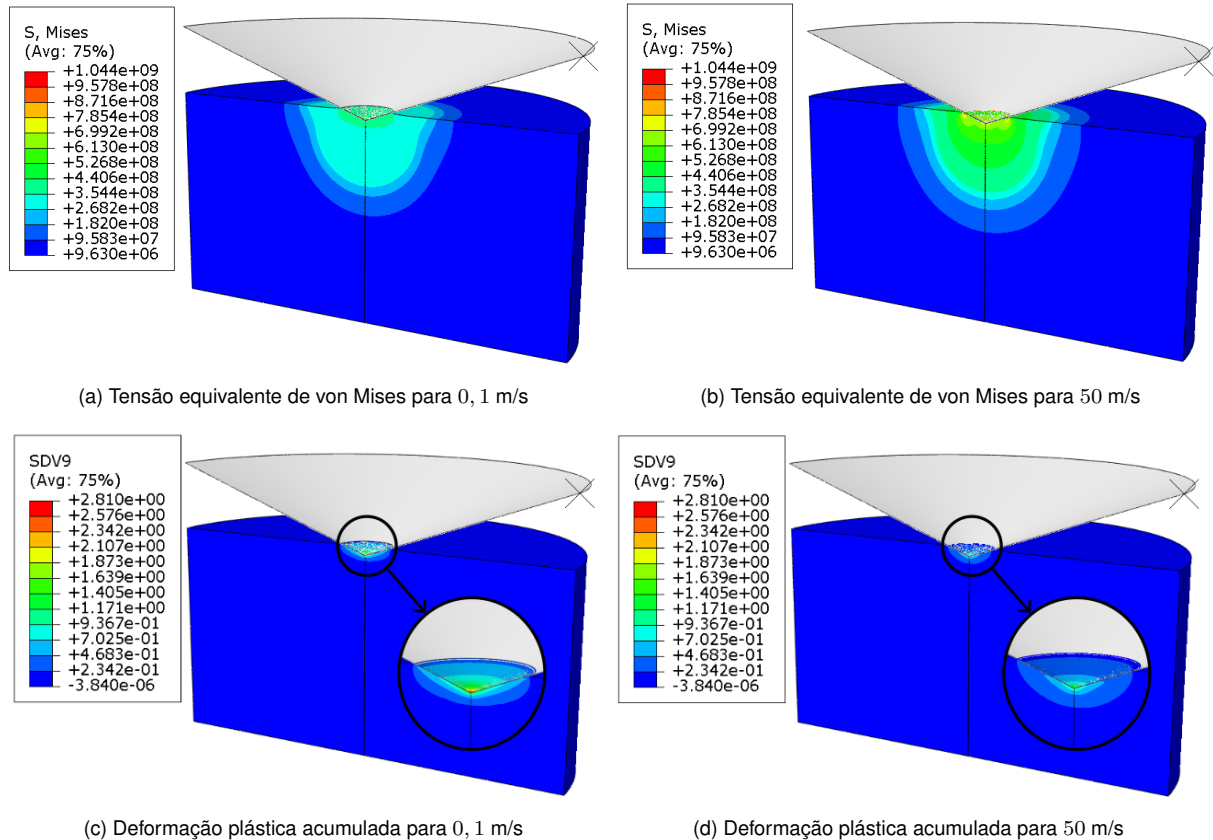 S, Mises
(Avg: 75%)
+1.044e+09
+9.578e+08
+8.716e+08
+7.854e+08
+6.992e+08
+6.130e+08
+5.268e+08
+4.406e+08
+3.544e+08
+2.682e+08
+1.820e+08
+9.583e+07
+9.630e+06
(a) Tensão equivalente de von Mises para 0, 1 m/s
S, Mises
(Avg: 75%)
+1.044e+09
+9.578e+08
+8.716e+08
+7.854e+08
+6.992e+08
+6.130e+08
+5.268e+08
+4.406e+08
+3.544e+08
+2.682e+08
+1.820e+08
+9.583e+07
+9.630e+06
(b) Tensão equivalente de von Mises para 50 m/s
SDV9
(Avg: 75%)
+2.810e+00
+2.576e+00
+2.342e+00
+2.107e+00
+1.873e+00
+1.639e+00
+1.405e+00
+1.171e+00
+9.367e-01
+7.025e-01
+4.683e-01
+2.342e-01
-3.840e-06
(c) Deformação plástica acumulada para 0, 1 m/s
SDV9
(Avg: 75%)
+2.810e+00
+2.576e+00
+2.342e+00
+2.107e+00
+1.873e+00
+1.639e+00
+1.405e+00
+1.171e+00
+9.367e-01
+7.025e-01
+4.683e-01
+2.342e-01
-3.840e-06
(d) Deformação plástica acumulada para 50 m/s